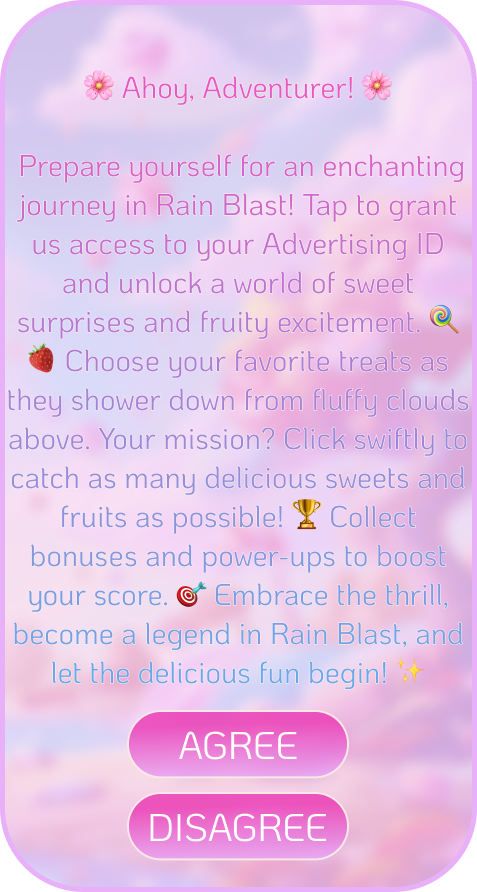 🌸 Ahoy, Adventurer! 🌸
Prepare yourself for an enchanting
journey in Rain Blast! Tap to grant
us access to your Advertising ID
and unlock a world of sweet
surprises and fruity excitement. 🍭
🍓 Choose your favorite treats as
they shower down from fluffy clouds
above. Your mission? Click swiftly to
catch as many delicious sweets and
fruits as possible! 🏆 Collect
bonuses and power-ups to boost
your score. 🎯 Embrace the thrill,
become a legend in Rain Blast, and
let the delicious fun begin! ✨
AGREE
DISAGREE